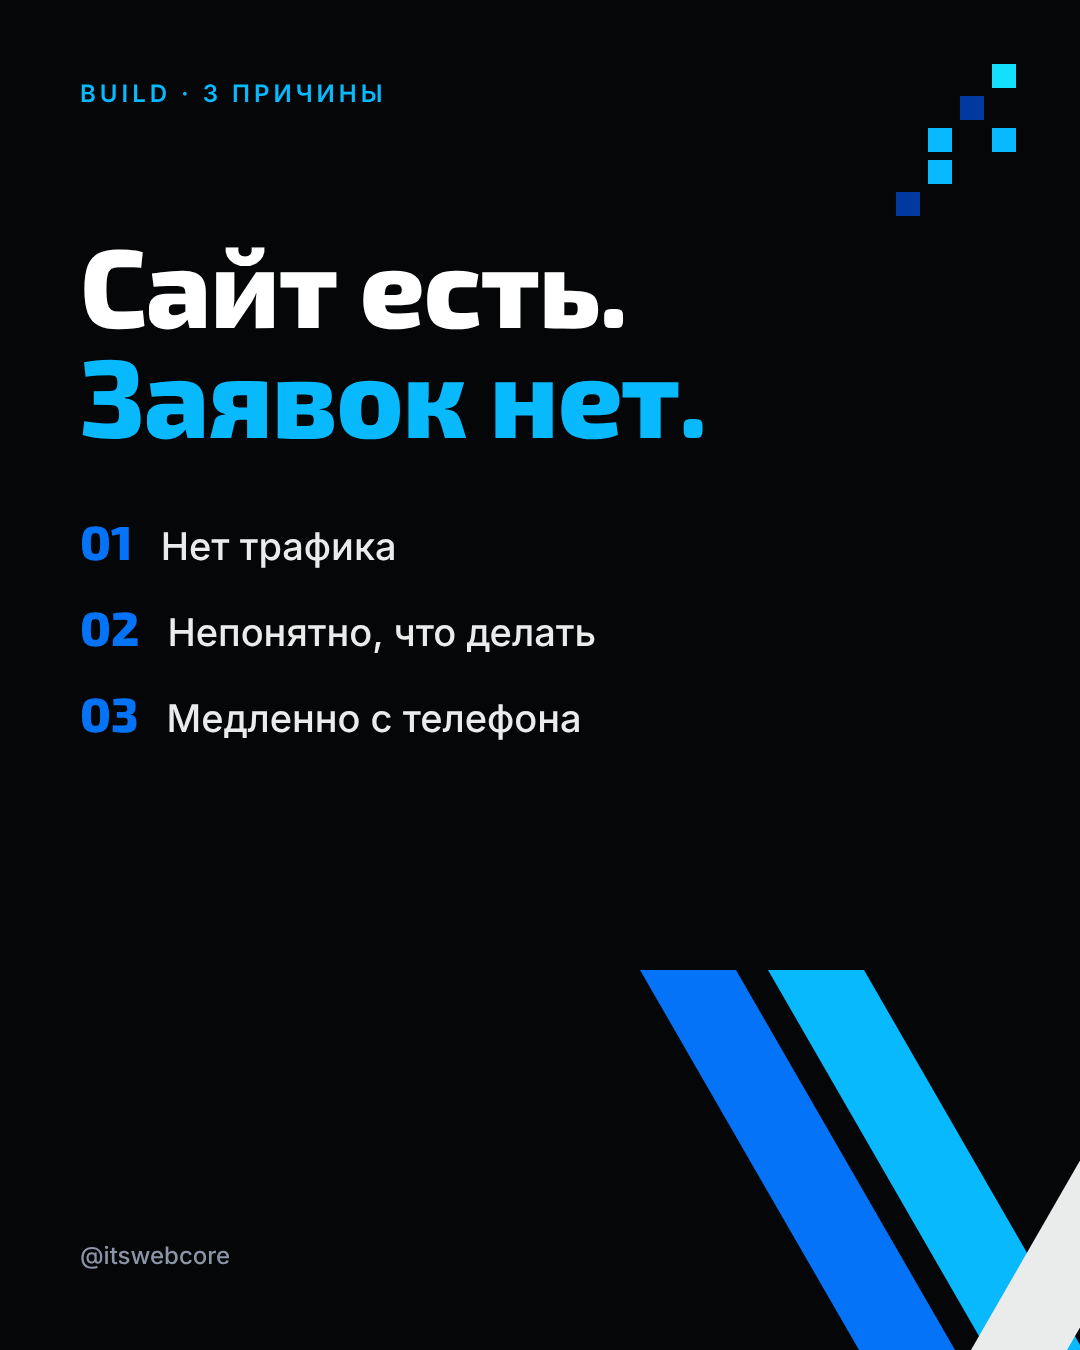 BUILD · 3 ПРИЧИНЫ
Сайт есть.
Заявок нет.
01 Нет трафика
02 Непонятно, что делать
03 Медленно с телефона
@itswebcore